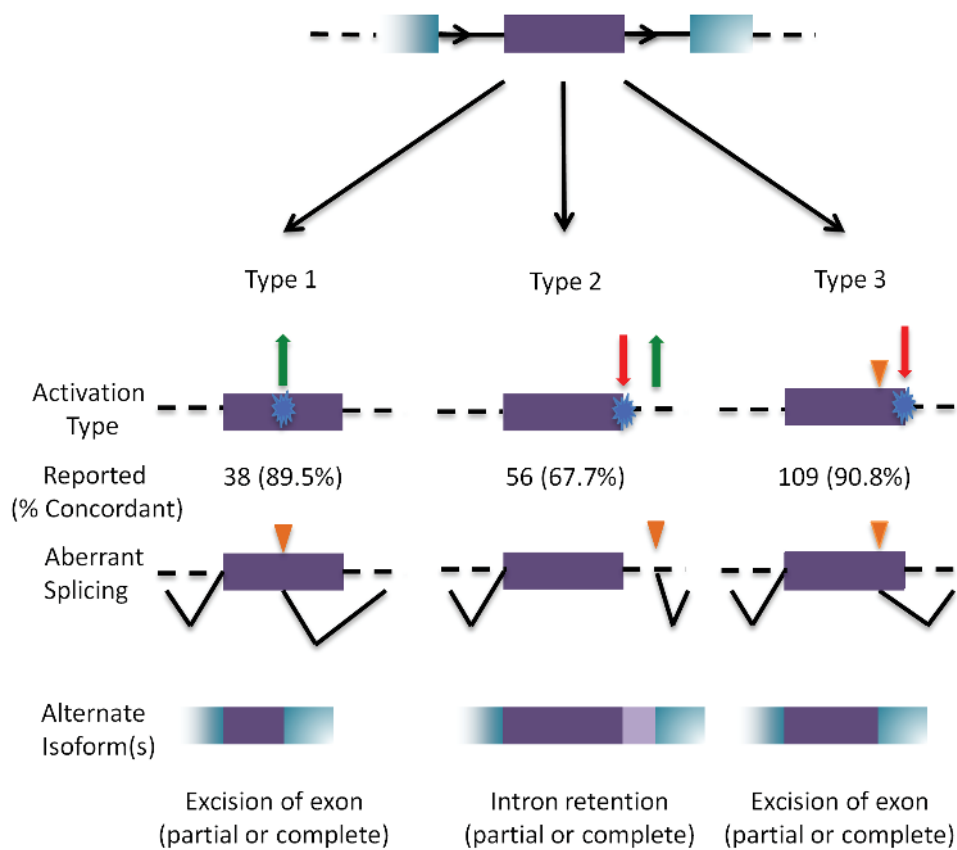 Type 1
Type 2
Type 3
Activation
Type
Reported
(% Concordant)
38 (89.5%)
56 (67.7%)
109 (90.8%)
Aberrant
Splicing
Alternate
Isoform(s)
Excision of exon
(partial or complete)
Intron retention
(partial or complete)
Excision of exon
(partial or complete)